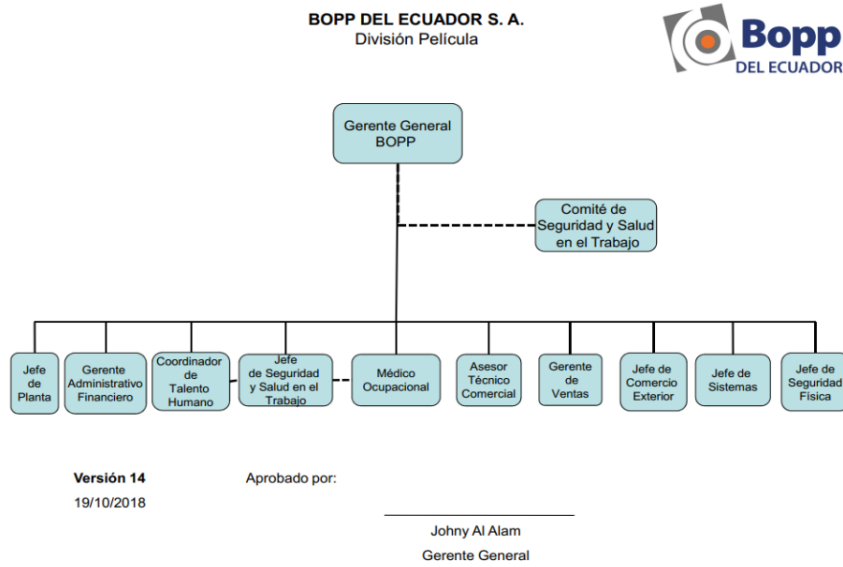 BOPP DEL ECUADOR S. A.
División Película
Bopp
DEL ECUADOR
Gerente General
BOPP
Comité de
Seguridad y Salud
en el Trabajo
Jefe
de
Planta
Gerente
Administrativo
Financiero
Coordinador
de
Talento
Humano
Jefe
de Seguridad
y Salud en el
Trabajo
Médico
Ocupacional
Asesor
Técnico
Comercial
Gerente
de
Ventas
Jefe de
Comercio
Exterior
Jefe de
Sistemas
Jefe de
Seguridad
Física
Versión 14
19/10/2018
Aprobado por:
Johny Al Alam
Gerente General